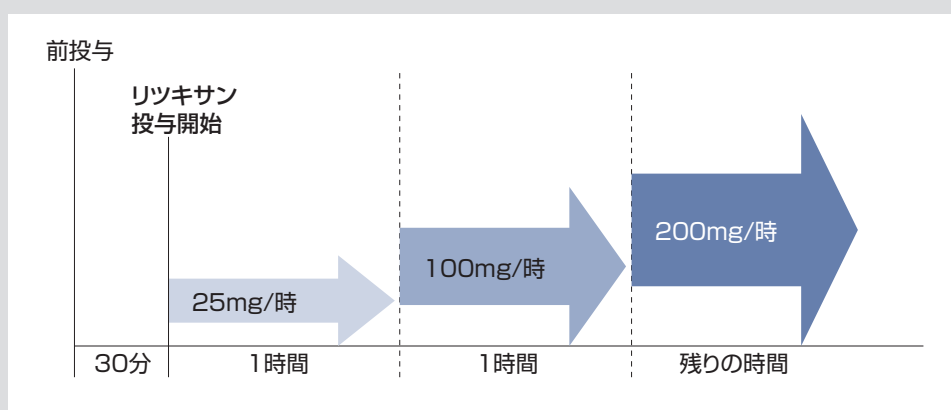 前投与
リツキサン
投与開始
25mg/時
100mg/時
200mg/時
30分
1時間
1時間
残りの時間